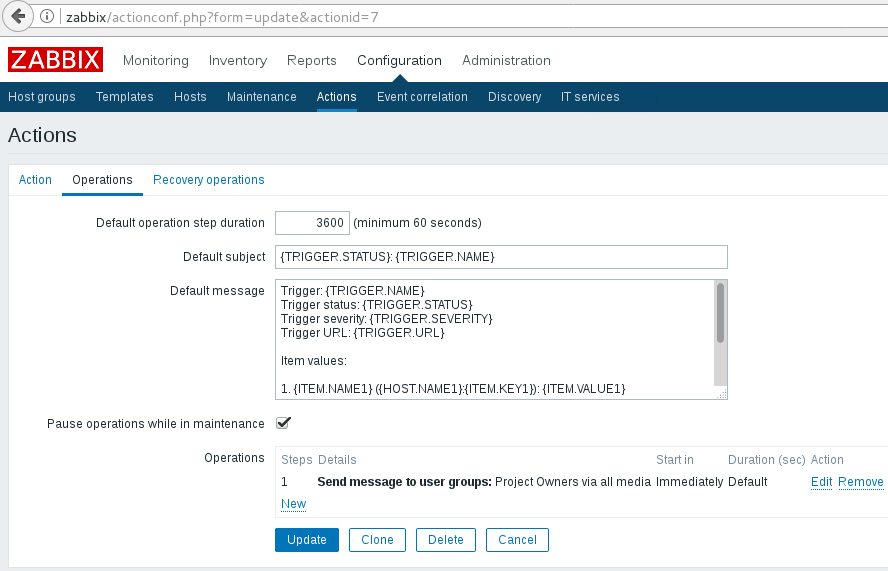 zabbix/actionconf.php?form=update&actionid=7
ZABBIX Monitoring Inventory Reports Configuration Administration
Host groups Templates Hosts Maintenance Actions Event correlation Discovery IT services
Actions
Action Operations Recovery operations
Default operation step duration 3600 (minimum 60 seconds)
Default subject {TRIGGER.STATUS}: {TRIGGER.NAME}
Default message Trigger: {TRIGGER.NAME}
Trigger status: {TRIGGER.STATUS}
Trigger severity: {TRIGGER.SEVERITY}
Trigger URL: {TRIGGER.URL}
Item values:
1. {ITEM.NAME1} ({HOST.NAME1}:{ITEM.KEY1}): {ITEM.VALUE1}
Pause operations while in maintenance
Operations Steps Details Start in Duration (sec) Action
1 Send message to user groups: Project Owners via all media Immediately Default Edit Remove
New
Update Clone Delete Cancel